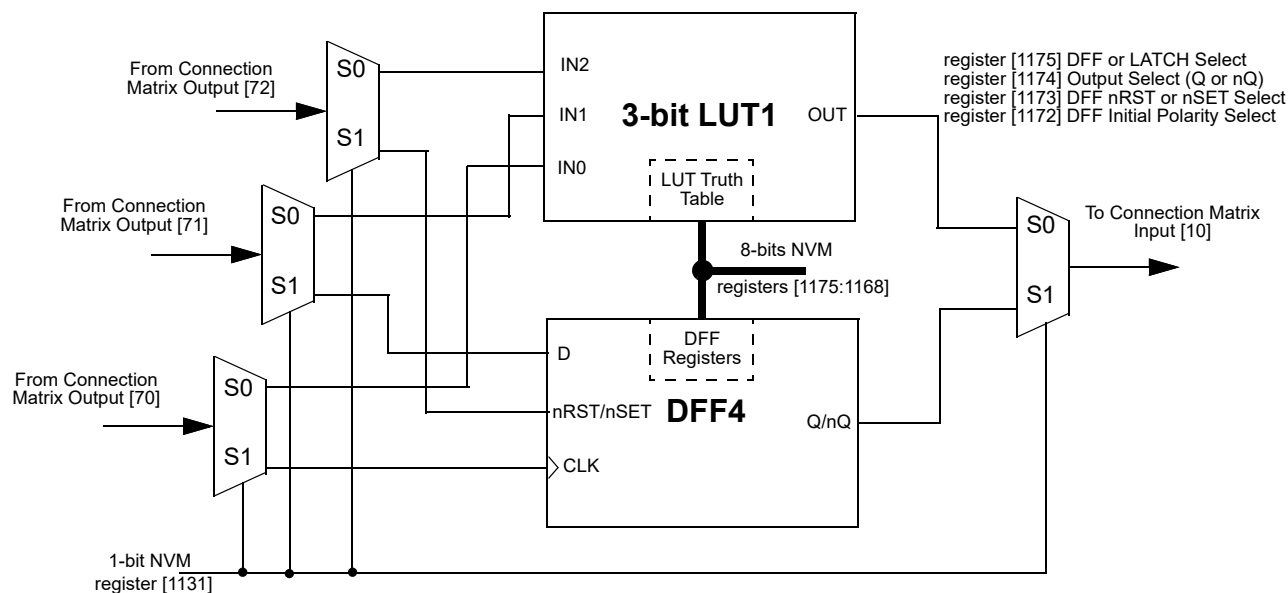 From Connection
Matrix Output [72]
S0
S1
IN2
IN1
IN0
3-bit LUT1
OUT
LUT Truth
Table
register [1175] DFF or LATCH Select
register [1174] Output Select (Q or nQ)
register [1173] DFF nRST or nSET Select
register [1172] DFF Initial Polarity Select
From Connection
Matrix Output [71]
S0
S1
8-bits NVM
registers [1175:1168]
S0
S1
To Connection Matrix
Input [10]
From Connection
Matrix Output [70]
S0
S1
D
nRST/nSET
CLK
DFF
Registers
DFF4
Q/nQ
1-bit NVM
register [1131]